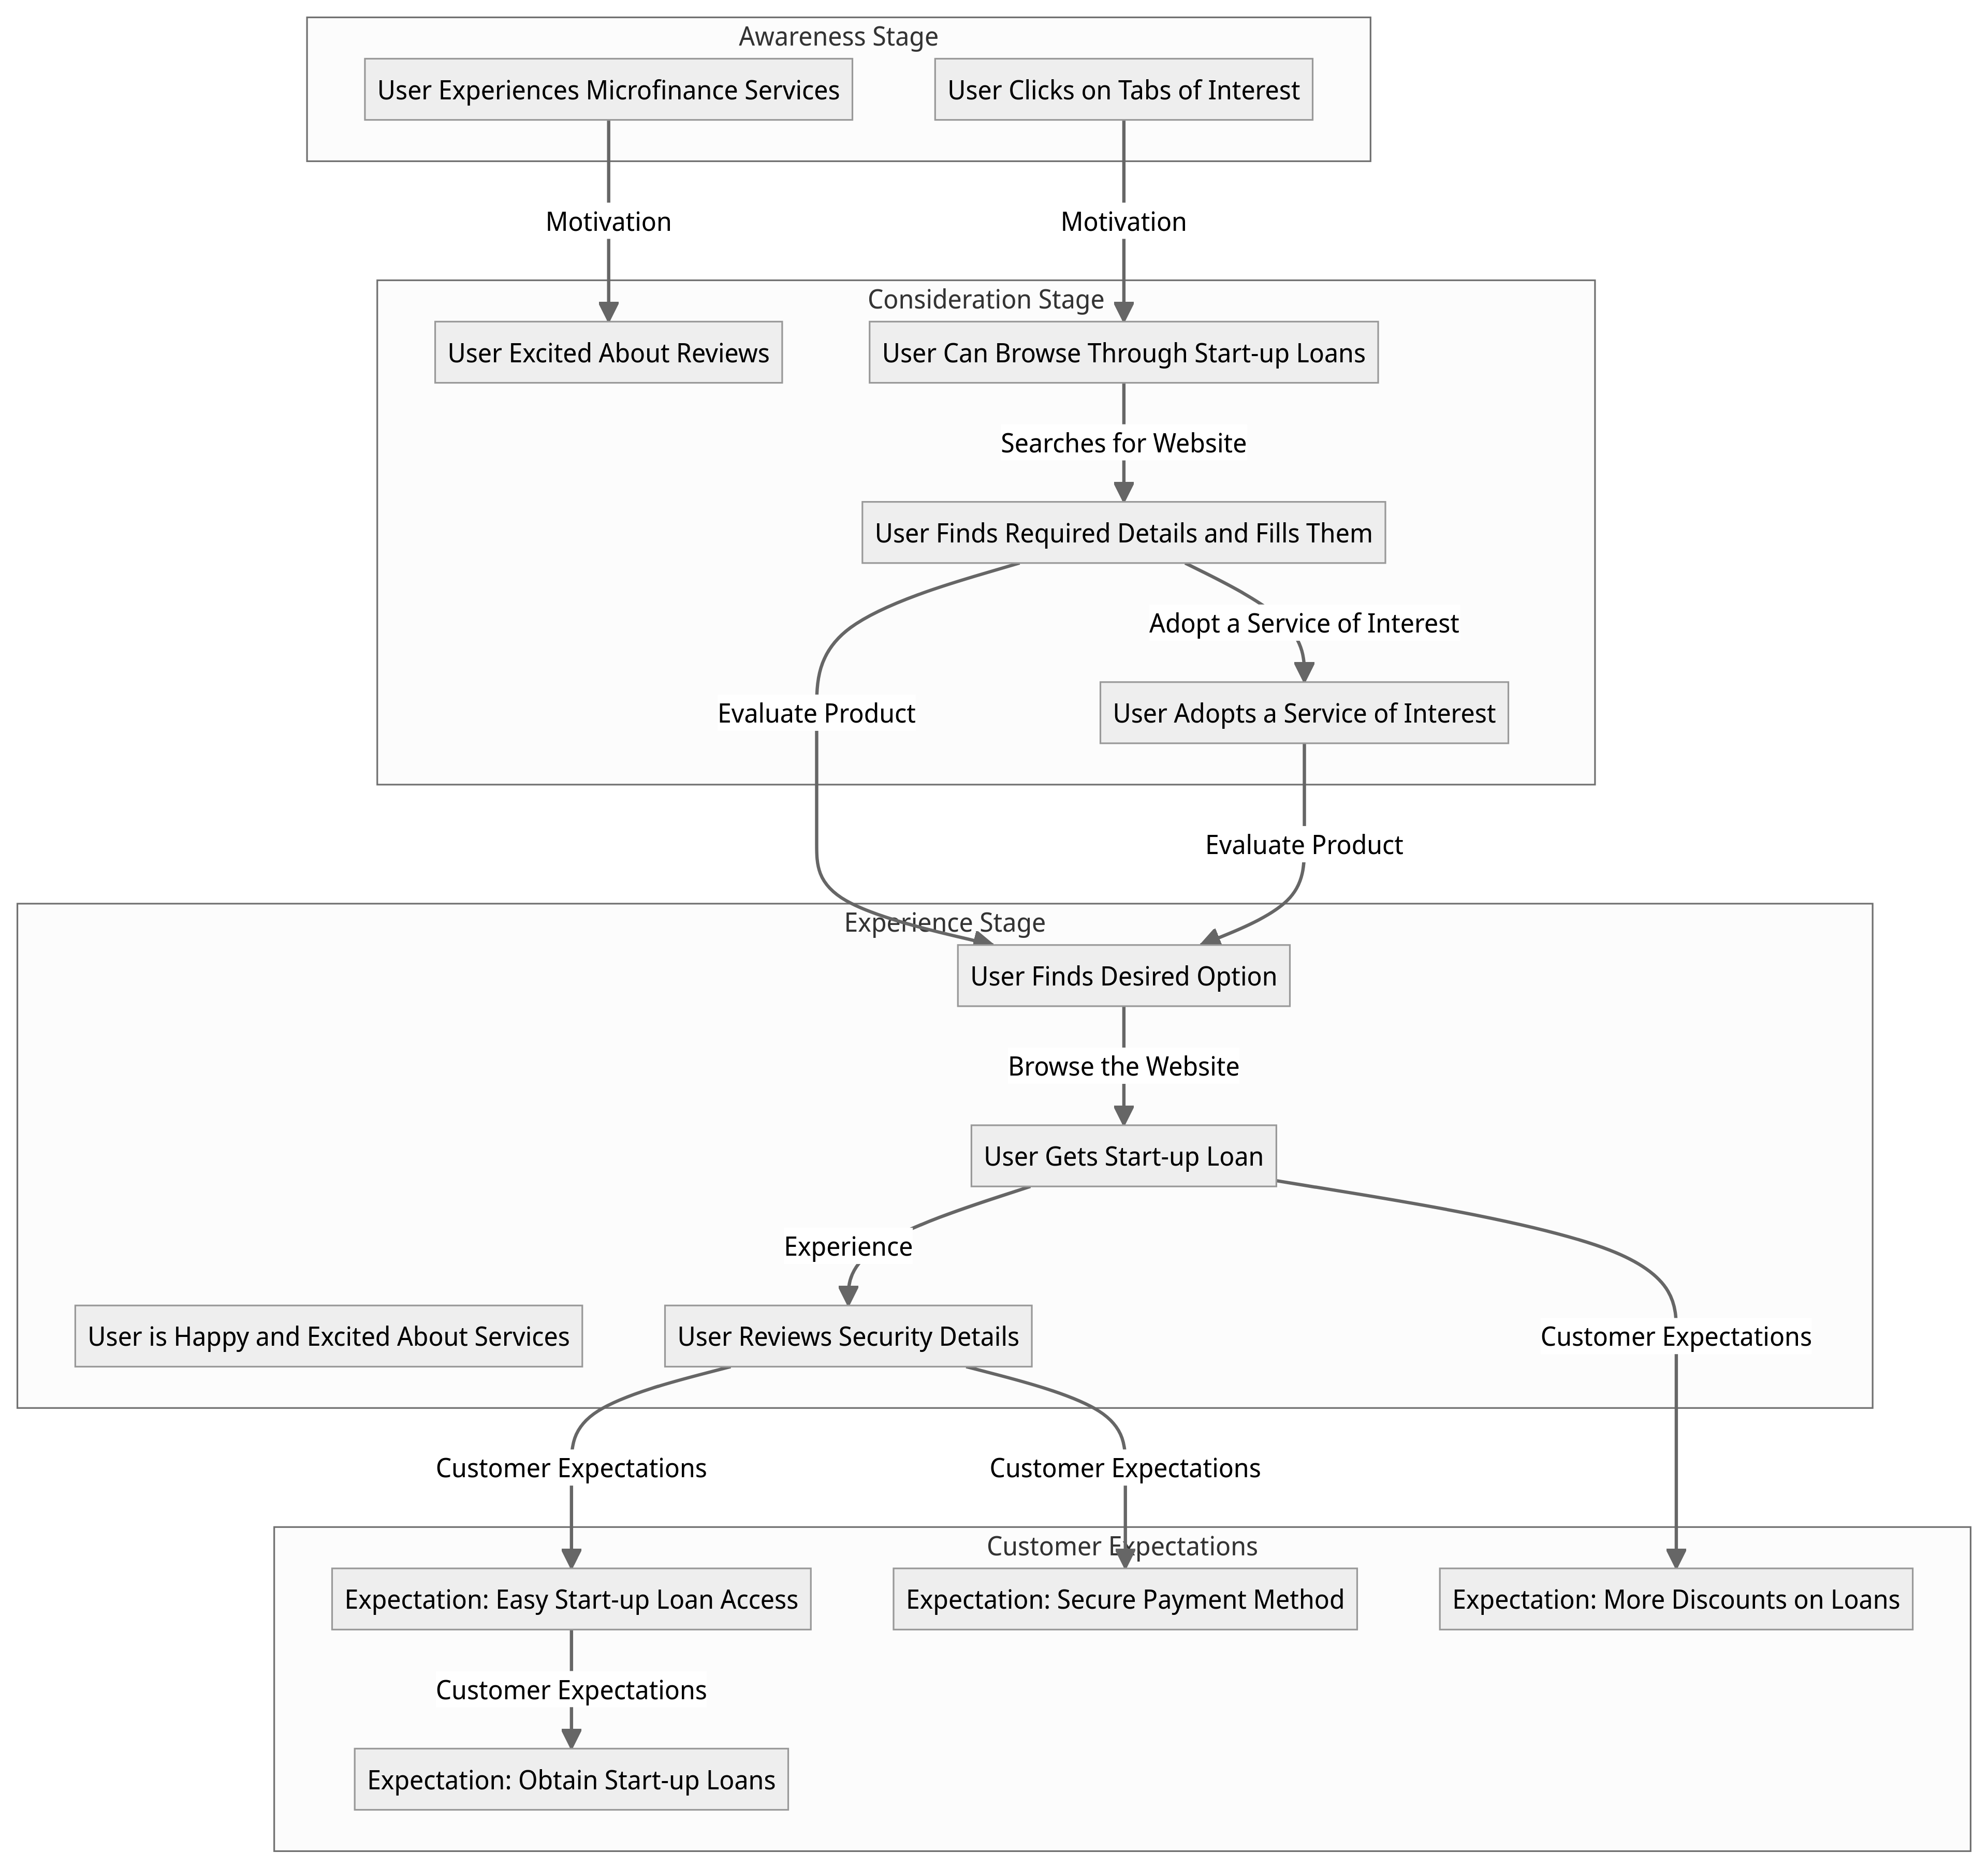 Awareness Stage
User Experiences Microfinance Services
User Clicks on Tabs of Interest
Motivation
Motivation
Consideration Stage
User Excited About Reviews
User Can Browse Through Start-up Loans
Searches for Website
User Finds Required Details and Fills Them
Adopt a Service of Interest
Evaluate Product
User Adopts a Service of Interest
Evaluate Product
Experience Stage
User Finds Desired Option
Browse the Website
User Gets Start-up Loan
Experience
User is Happy and Excited About Services
User Reviews Security Details
Customer Expectations
Customer Expectations
Customer Expectations
Customer Expectations
Expectation: Easy Start-up Loan Access
Expectation: Secure Payment Method
Expectation: More Discounts on Loans
Customer Expectations
Expectation: Obtain Start-up Loans